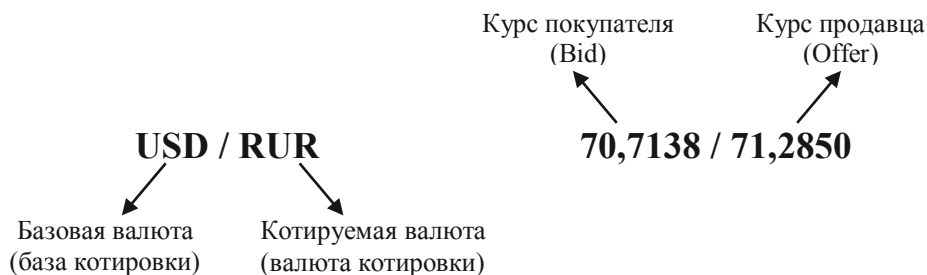 Курс покупателя
(Bid)
Курс продавца
(Offer)
USD / RUR
70,7138 / 71,2850
Базовая валюта
(база котировки)
Котируемая валюта
(валюта котировки)